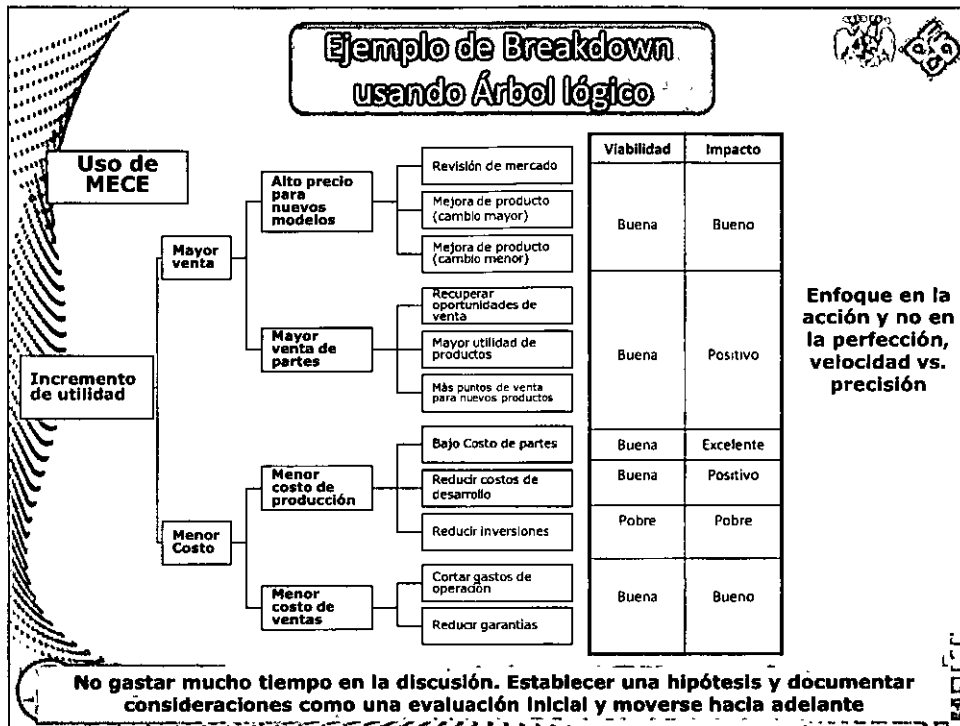 Ejemplo de Breakdown
usando Árbol lógico
Uso de
MECE
Incremento
de utilidad
Mayor
venta
Menor
Costo
Alto precio
para
nuevos
modelos
Mayor
venta de
partes
Menor
costo de
producción
Menor
costo de
ventas
Revisión de mercado
Mejora de producto
(cambio mayor)
Mejora de producto
(cambio menor)
Recuperar
oportunidades de
venta
Mayor utilidad de
productos
Más puntos de venta
para nuevos productos
Bajo Costo de partes
Reducir costos de
desarrollo
Reducir inversiones
Cortar gastos de
operación
Reducir garantias
Viabilidad Impacto
Buena Bueno
Buena Positivo
Buena Excelente
Buena Positivo
Pobre Pobre
Buena Bueno
Enfoque en la
acción y no en
la perfección,
velocidad vs.
precisión
No gastar mucho tiempo en la discusión. Establecer una hipótesis y documentar
consideraciones como una evaluación inicial y moverse hacia adelante